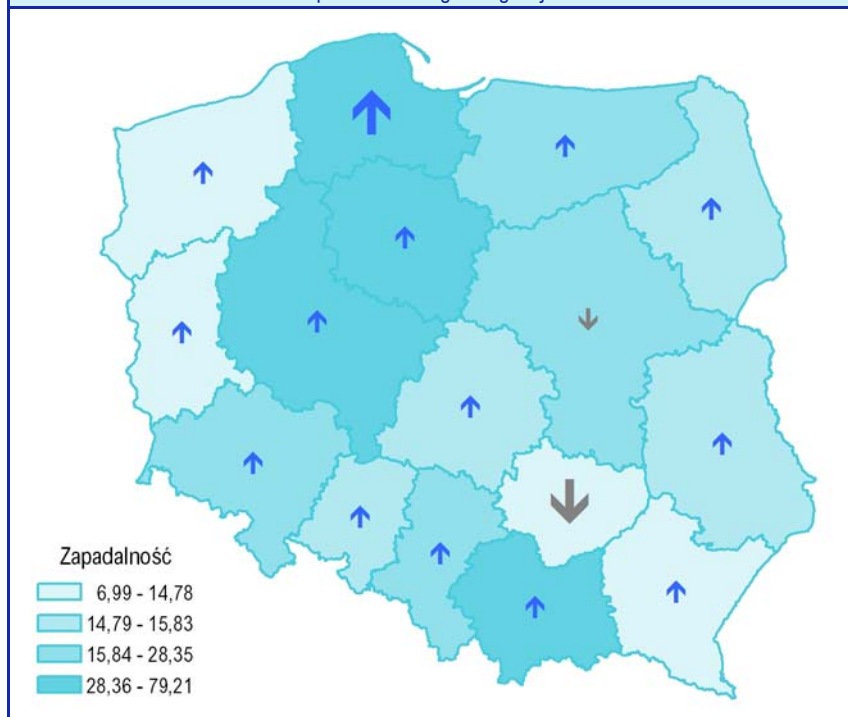 Zapadalność
6,99 - 14,78
14,79 - 15,83
15,84 - 28,35
28,36 - 79,21